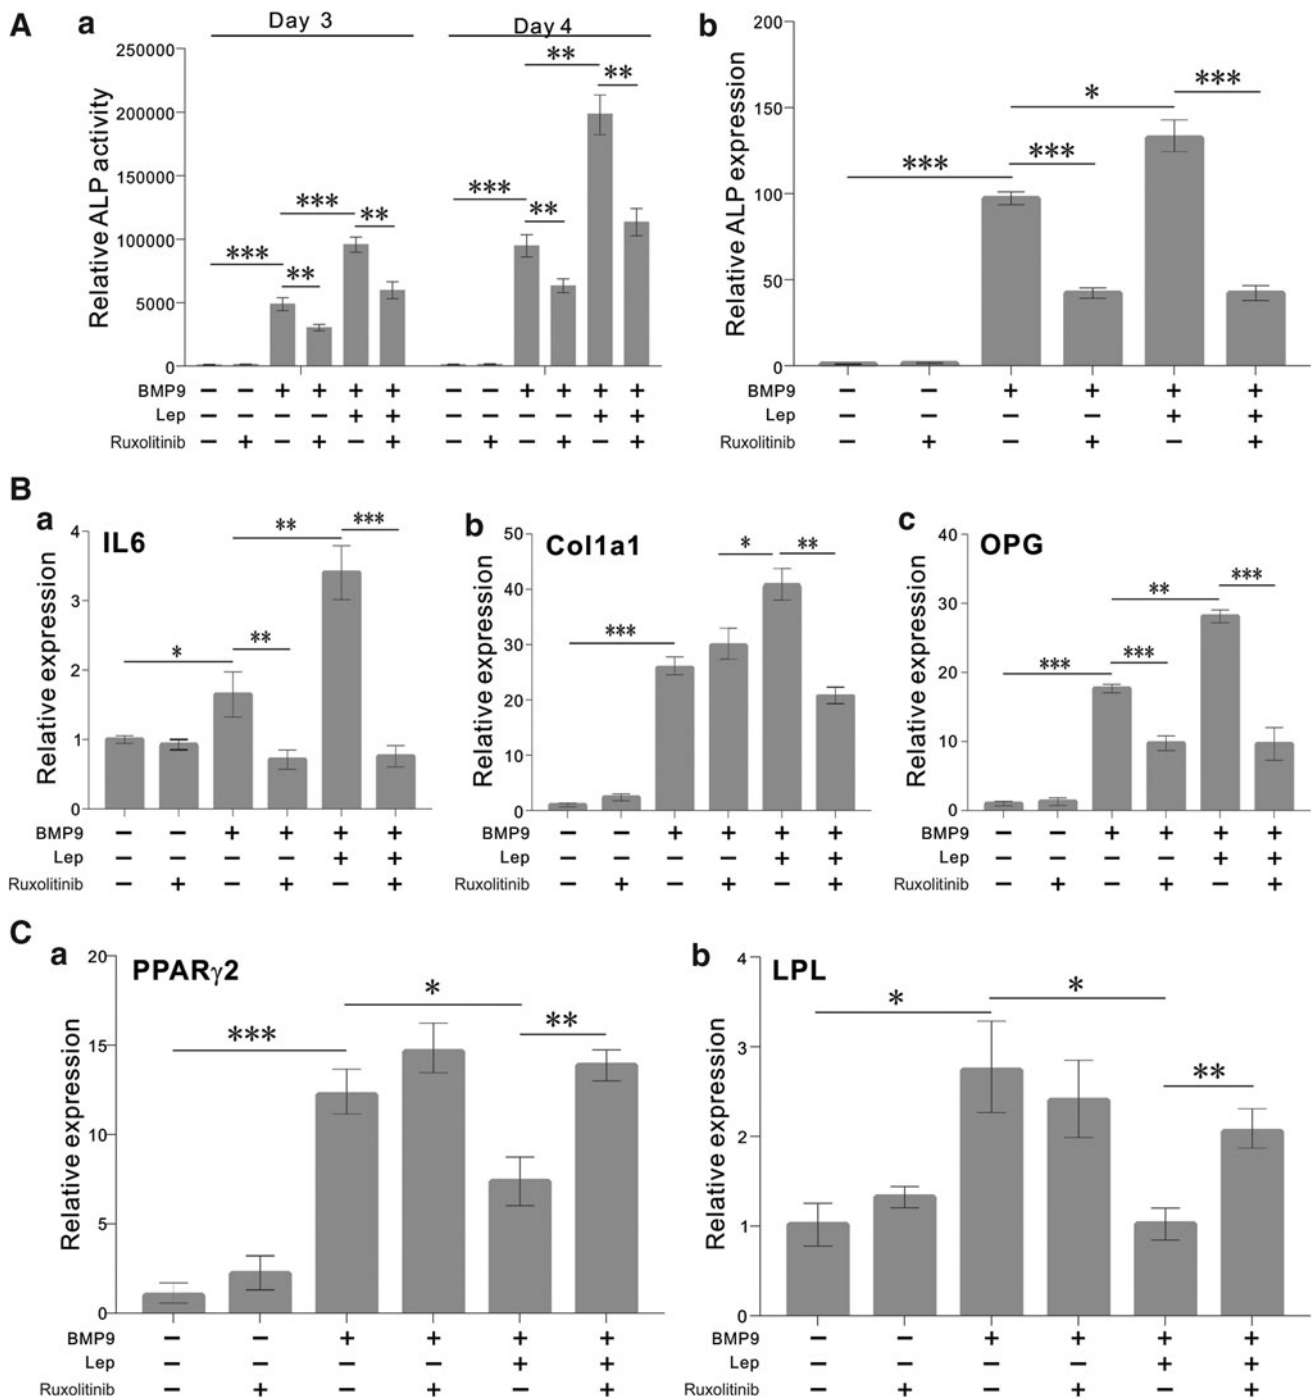 A
a
Day 3
Day 4
Relative ALP activity
250000
200000
150000
100000
5000
0
** **
*** **
*** **
*** **
BMP9 − − + + + + − − + + + +
Lep − − − − + + − − − − + +
Ruxolitinib − + − + − + − + − + − +
b
Relative ALP expression
200
150
100
50
0
*** *** * ***
BMP9 − − + + + +
Lep − − − − + +
Ruxolitinib − + − + − +
B
a
IL6
Relative expression
4
3
2
1
0
* ** ** ***
BMP9 − − + + + +
Lep − − − − + +
Ruxolitinib − + − + − +
b
Col1a1
Relative expression
50
40
30
20
10
0
*** * **
BMP9 − − + + + +
Lep − − − − + +
Ruxolitinib − + − + − +
c
OPG
Relative expression
40
30
20
10
0
*** *** ** ***
BMP9 − − + + + +
Lep − − − − + +
Ruxolitinib − + − + − +
C
a
PPARγ2
Relative expression
20
15
10
5
0
*** * **
BMP9 − − + + + +
Lep − − − − + +
Ruxolitinib − + − + − +
b
LPL
Relative expression
4
3
2
1
0
* * **
BMP9 − − + + + +
Lep − − − − + +
Ruxolitinib − + − + − +